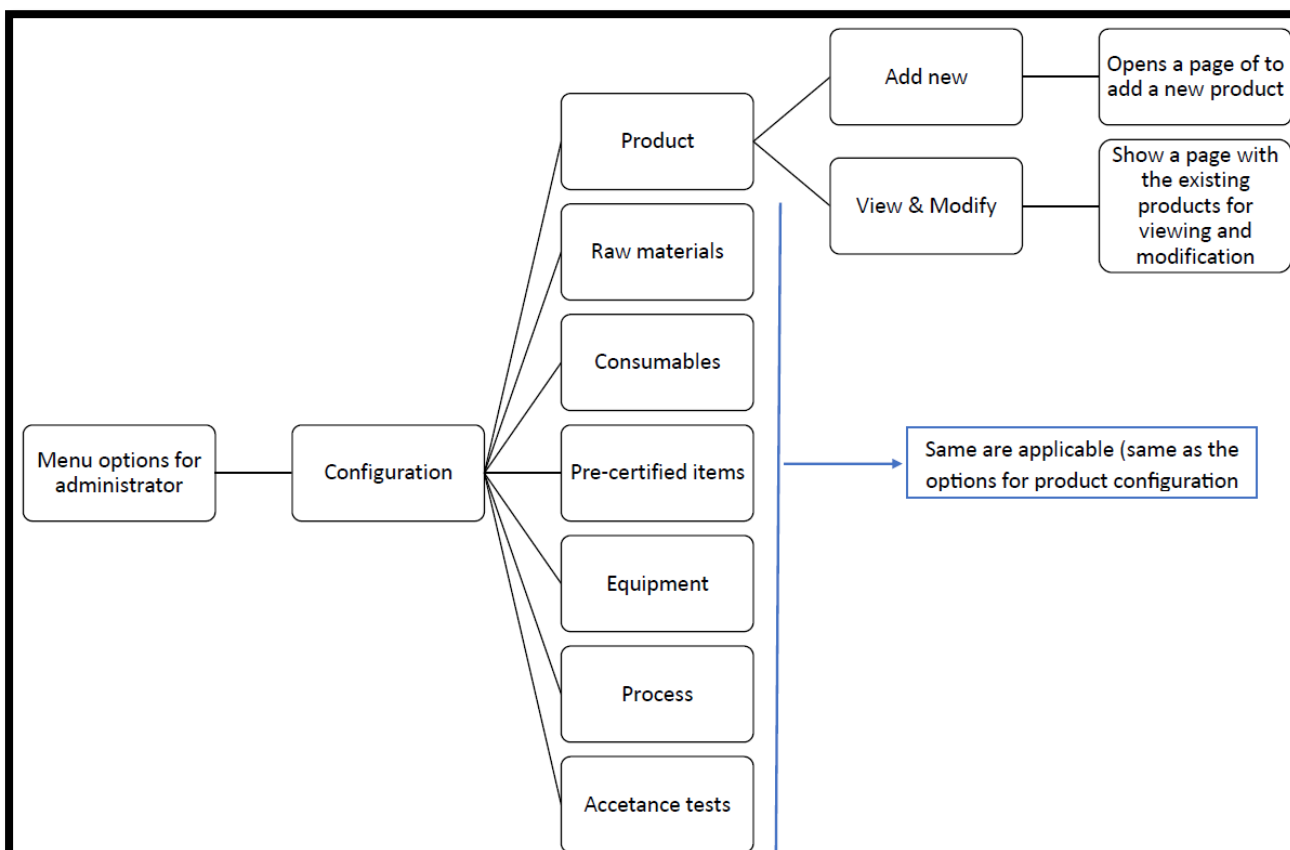 Add new
Opens a page of to
add a new product
Product
Show a page with
the existing
products for
viewing and
modification
View & Modify
Raw materials
Consumables
Menu options for
administrator
Configuration
Pre-certified items
Same are applicable (same as the
options for product configuration
Equipment
Process
Accetance tests